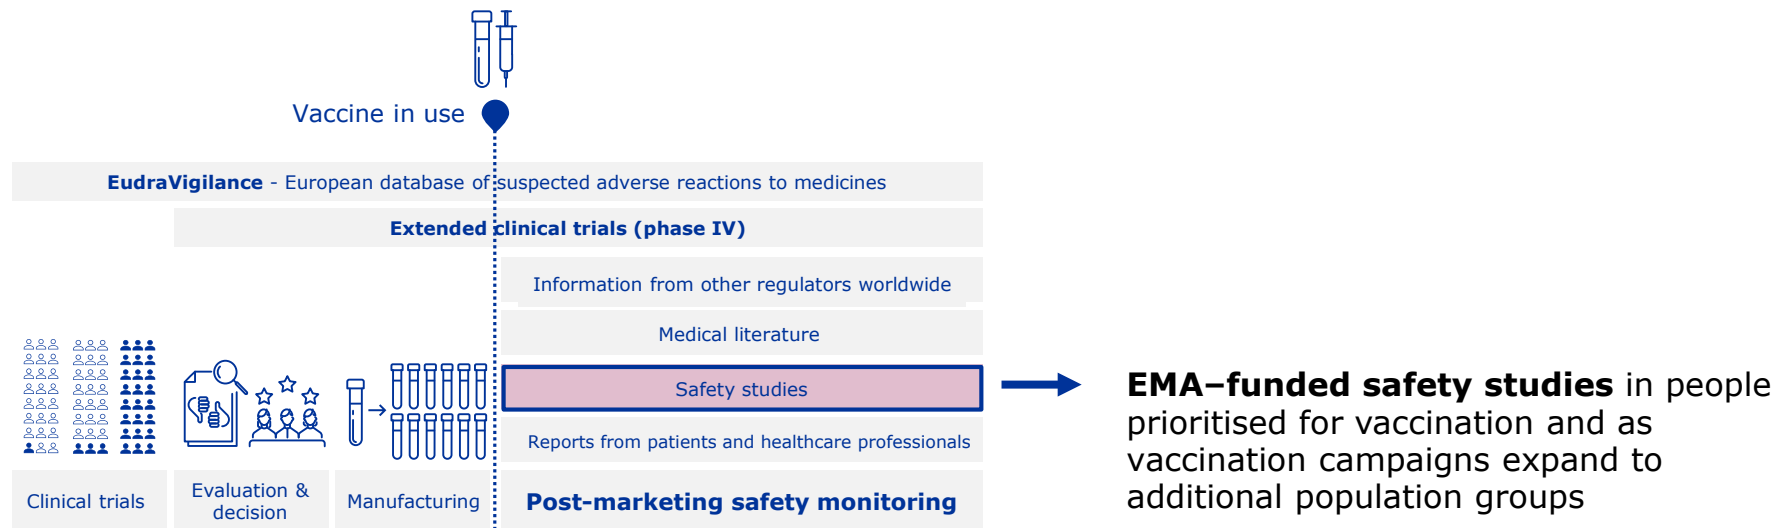 Vaccine in use
EudraVigilance - European database of suspected adverse reactions to medicines
Extended clinical trials (phase IV)
Information from other regulators worldwide
Medical literature
Safety studies
Reports from patients and healthcare professionals
Clinical trials
Evaluation &
decision
Manufacturing
Post-marketing safety monitoring
EMA–funded safety studies in people
prioritised for vaccination and as
vaccination campaigns expand to
additional population groups